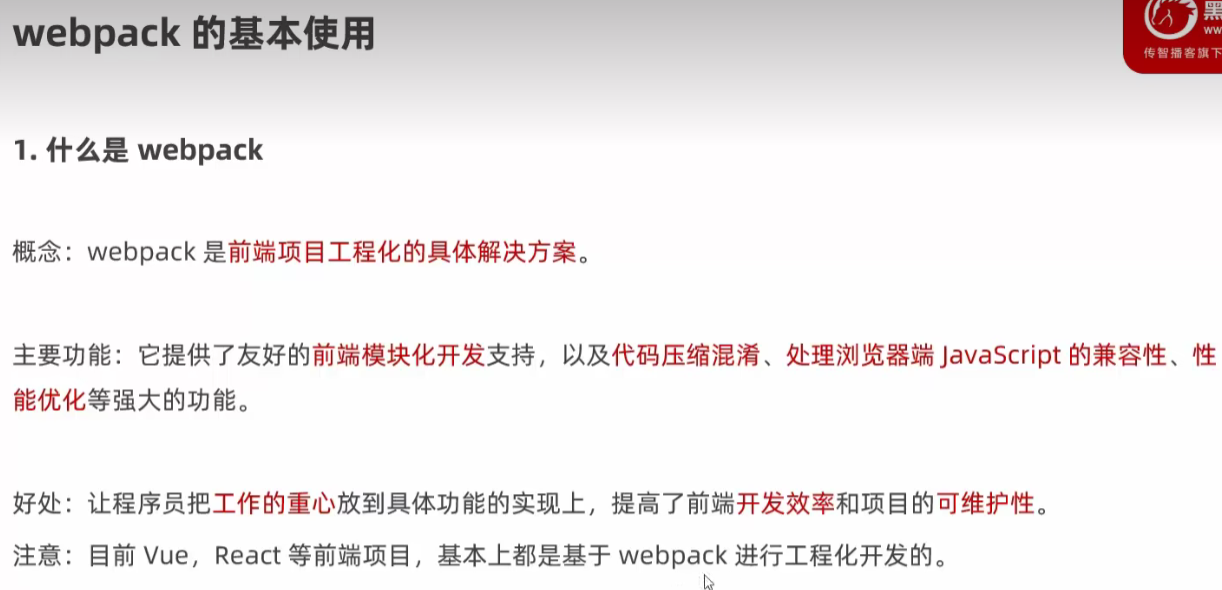 webpack 的基本使用
黑
ww
传智播客旗下
1. 什么是 webpack
概念：webpack 是前端项目工程化的具体解决方案。
主要功能：它提供了友好的前端模块化开发支持，以及代码压缩混淆、处理浏览器端 JavaScript 的兼容性、性
能优化等强大的功能。
好处：让程序员把工作的重心放到具体功能的实现上，提高了前端开发效率和项目的可维护性。
注意：目前 Vue，React 等前端项目，基本上都是基于 webpack 进行工程化开发的。